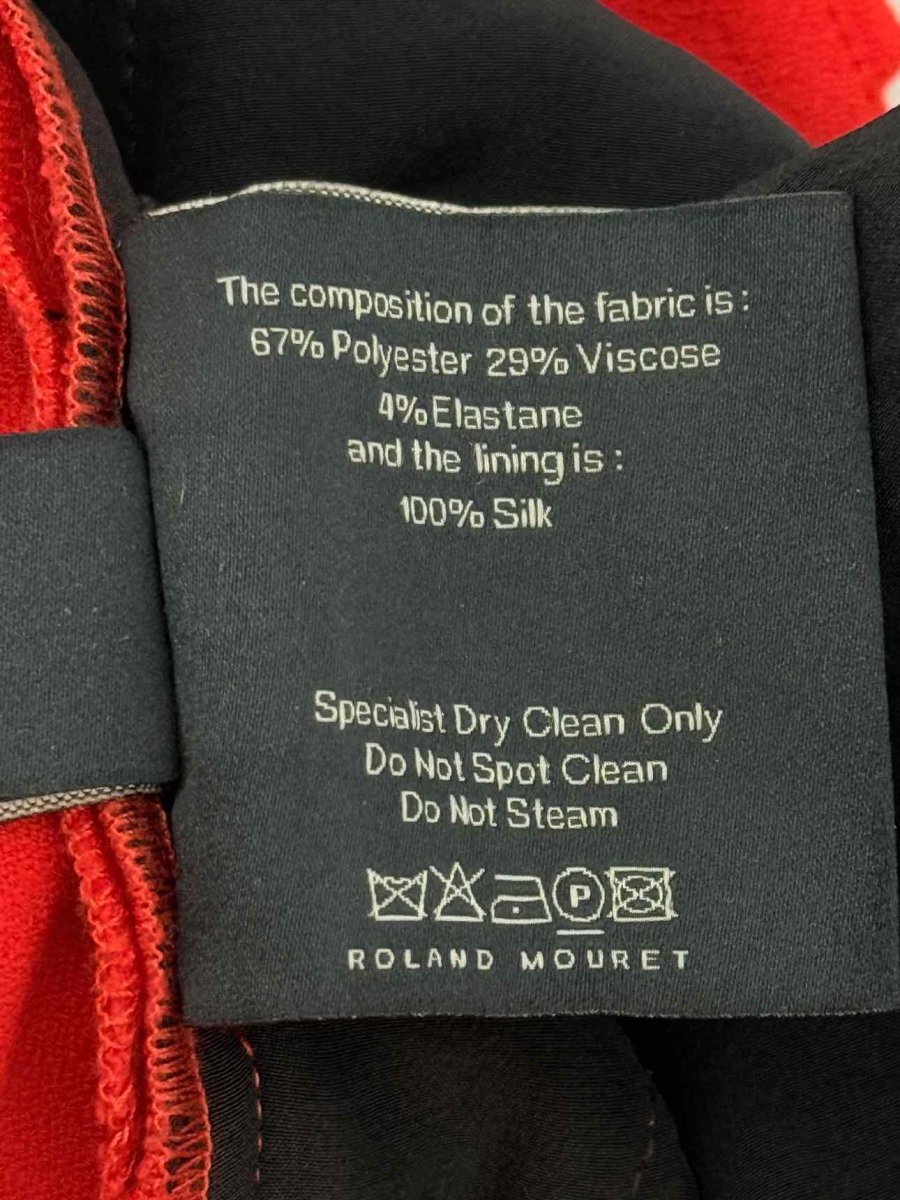 The composition of the fabric is :
67% Polyester 29% Viscose
4% Elastane
and the lining is :
100% Silk
Specialist Dry Clean Only
Do Not Spot Clean
Do Not Steam
P
ROLAND MOURET